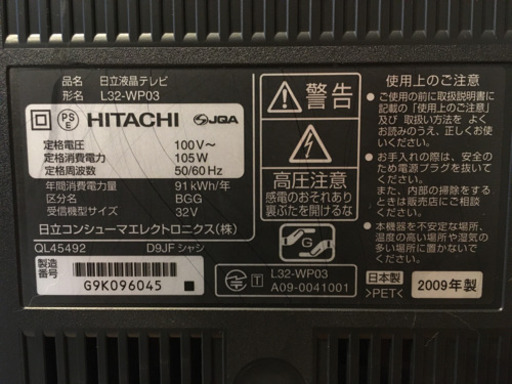 品名 日立液晶テレビ
形名 L32-WP03
PSE HITACHI JQA
定格電圧 100V～
定格消費電力 105W
定格周波数 50/60Hz
年間消費電力量 91kWh/年
区分名 BGG
受信機型サイズ 32V
日立コンシューマエレクトロニクス(株)
QL45492 D9JFシャシ
製造番号 G9K096045
警告
高圧注意
感電のおそれあり
裏ぶたを開けるな
G
T L32-WP03
A09-0041001
使用上のご注意
●ご使用の前に取扱説明書に
記載の「使用上のご注意」
及び 取扱い方法を よく
お読みのうえ、正しくご使
用ください。
●お手入れの際は、安全のた
め電源プラグを抜いてくだ
さい。
また、内部の掃除をすると
きは販売店にご相談くださ
い。
●本機器を不安定な場所、
温度の高い場所や湿気の
多い場所に置かないで
ください。
日本製
>PET<
2009年製